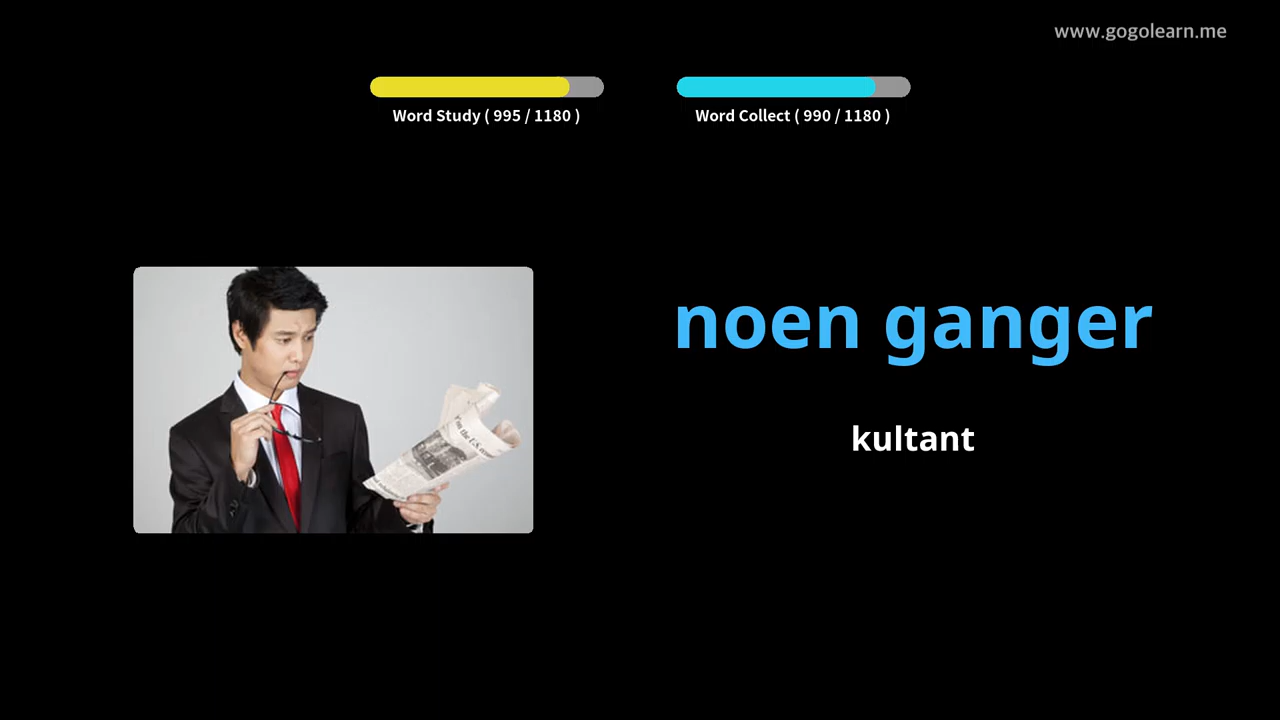 www.gogolearn.me
Word Study ( 995 / 1180 )
Word Collect ( 990 / 1180 )
noen ganger
kultant